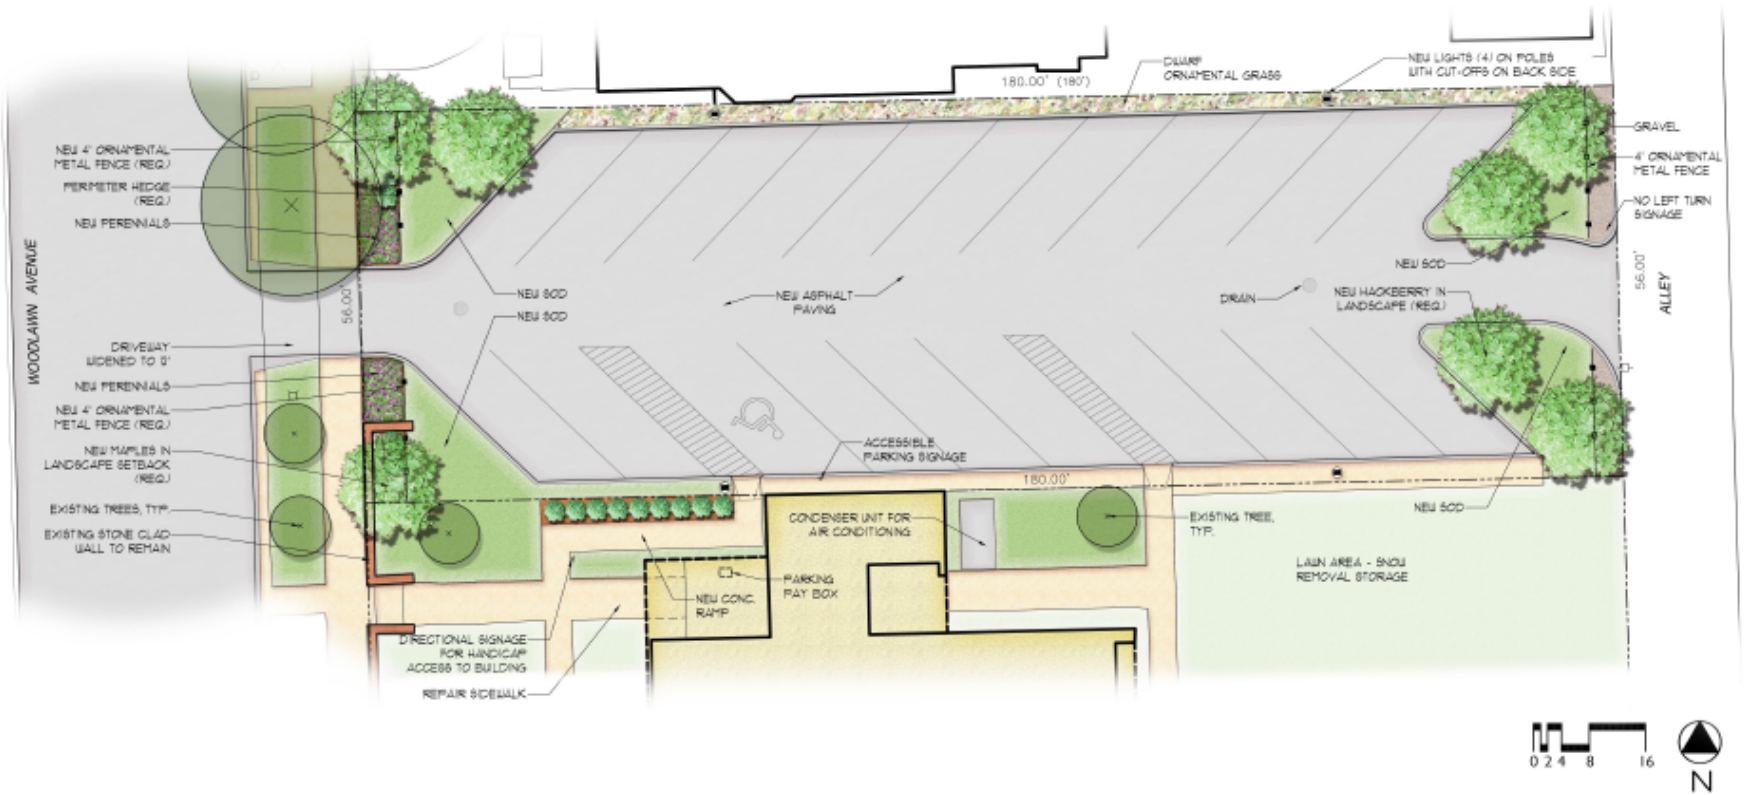 180.00' (180')
DWARF
ORNAMENTAL GRASS
NEW LIGHTS (4) ON POLES
WITH CUT-OFFS ON BACK SIDE
NEW 4' ORNAMENTAL
METAL FENCE (REQ.)
PERIMETER HEDGE
(REQ.)
NEW PERENNIALS
WOODLAWN AVENUE
56.00'
DRIVEWAY
WIDENED TO
NEW PERENNIALS
NEW 4' ORNAMENTAL
METAL FENCE (REQ.)
NEW MAPLES IN
LANDSCAPE SETBACK
(REQ.)
EXISTING TREES, TYP.
EXISTING STONE CLAD
WALL TO REMAIN
NEW SOD
NEW SOD
NEW ASPHALT
PAVING
DRAIN
GRAVEL
4' ORNAMENTAL
METAL FENCE
NO LEFT TURN
SIGNAGE
NEW SOD
NEW HACKBERRY IN
LANDSCAPE (REQ.)
56.00'
ALLEY
ACCESSIBLE
PARKING SIGNAGE
180.00'
NEW SOD
CONDENSER UNIT FOR
AIR CONDITIONING
EXISTING TREE,
TYP.
LAWN AREA - SNOW
REMOVAL STORAGE
PARKING
PAY BOX
NEW CONC.
RAMP
DIRECTIONAL SIGNAGE
FOR HANDICAP
ACCESS TO BUILDING
REPAIR SIDEWALK
0 2 4 8 16
N